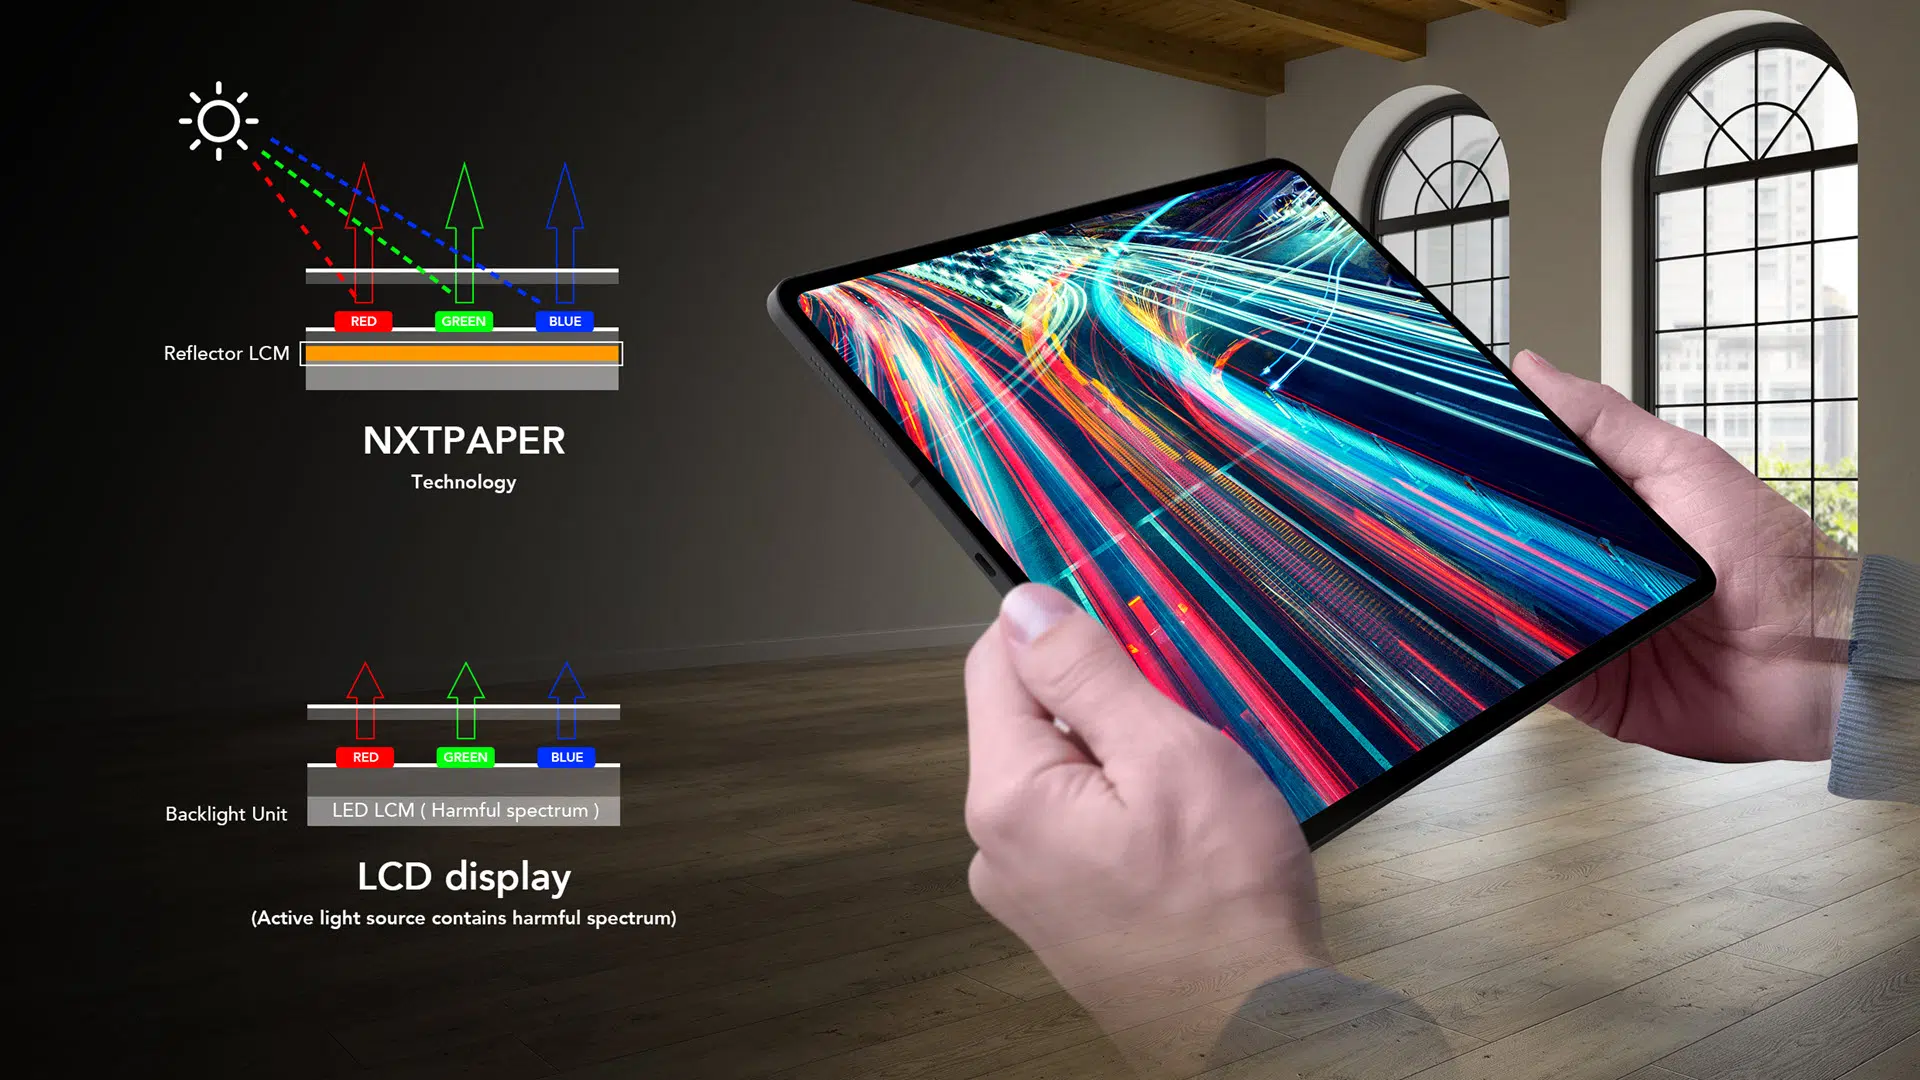 RED GREEN BLUE
Reflector LCM
NXTPAPER
Technology
RED GREEN BLUE
Backlight Unit
LED LCM ( Harmful spectrum )
LCD display
(Active light source contains harmful spectrum)